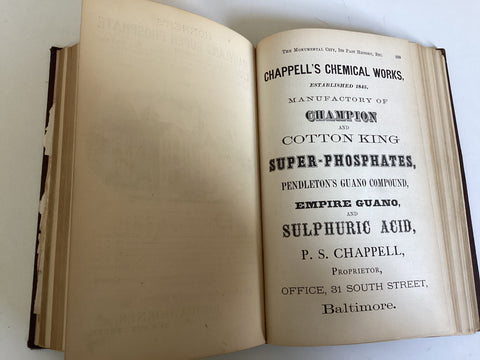 The Monumental City, Its Past History, Etc.
CHAPPELL'S CHEMICAL WORKS,
ESTABLISHED 1841,
MANUFACTORY OF
CHAMPION
AND
COTTON KING
SUPER-PHOSPHATES,
PENDLETON'S GUANO COMPOUND,
EMPIRE GUANO,
AND
SULPHURIC ACID,
P. S. CHAPPELL,
Proprietor,
OFFICE, 31 SOUTH STREET,
Baltimore.